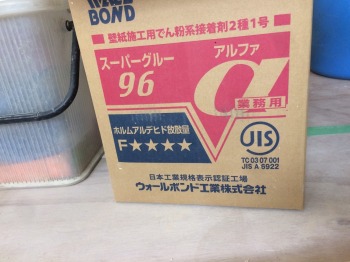 BOND
■ 壁紙施工用でん粉系接着剤2種1号
スーパーグルー
96
アルファ
α
業務用
ホルムアルデヒド放散量
F★★★★
JIS
TC 03 07 001
JIS A 6922
日本工業規格表示認証工場
ウォールボンド工業株式会社